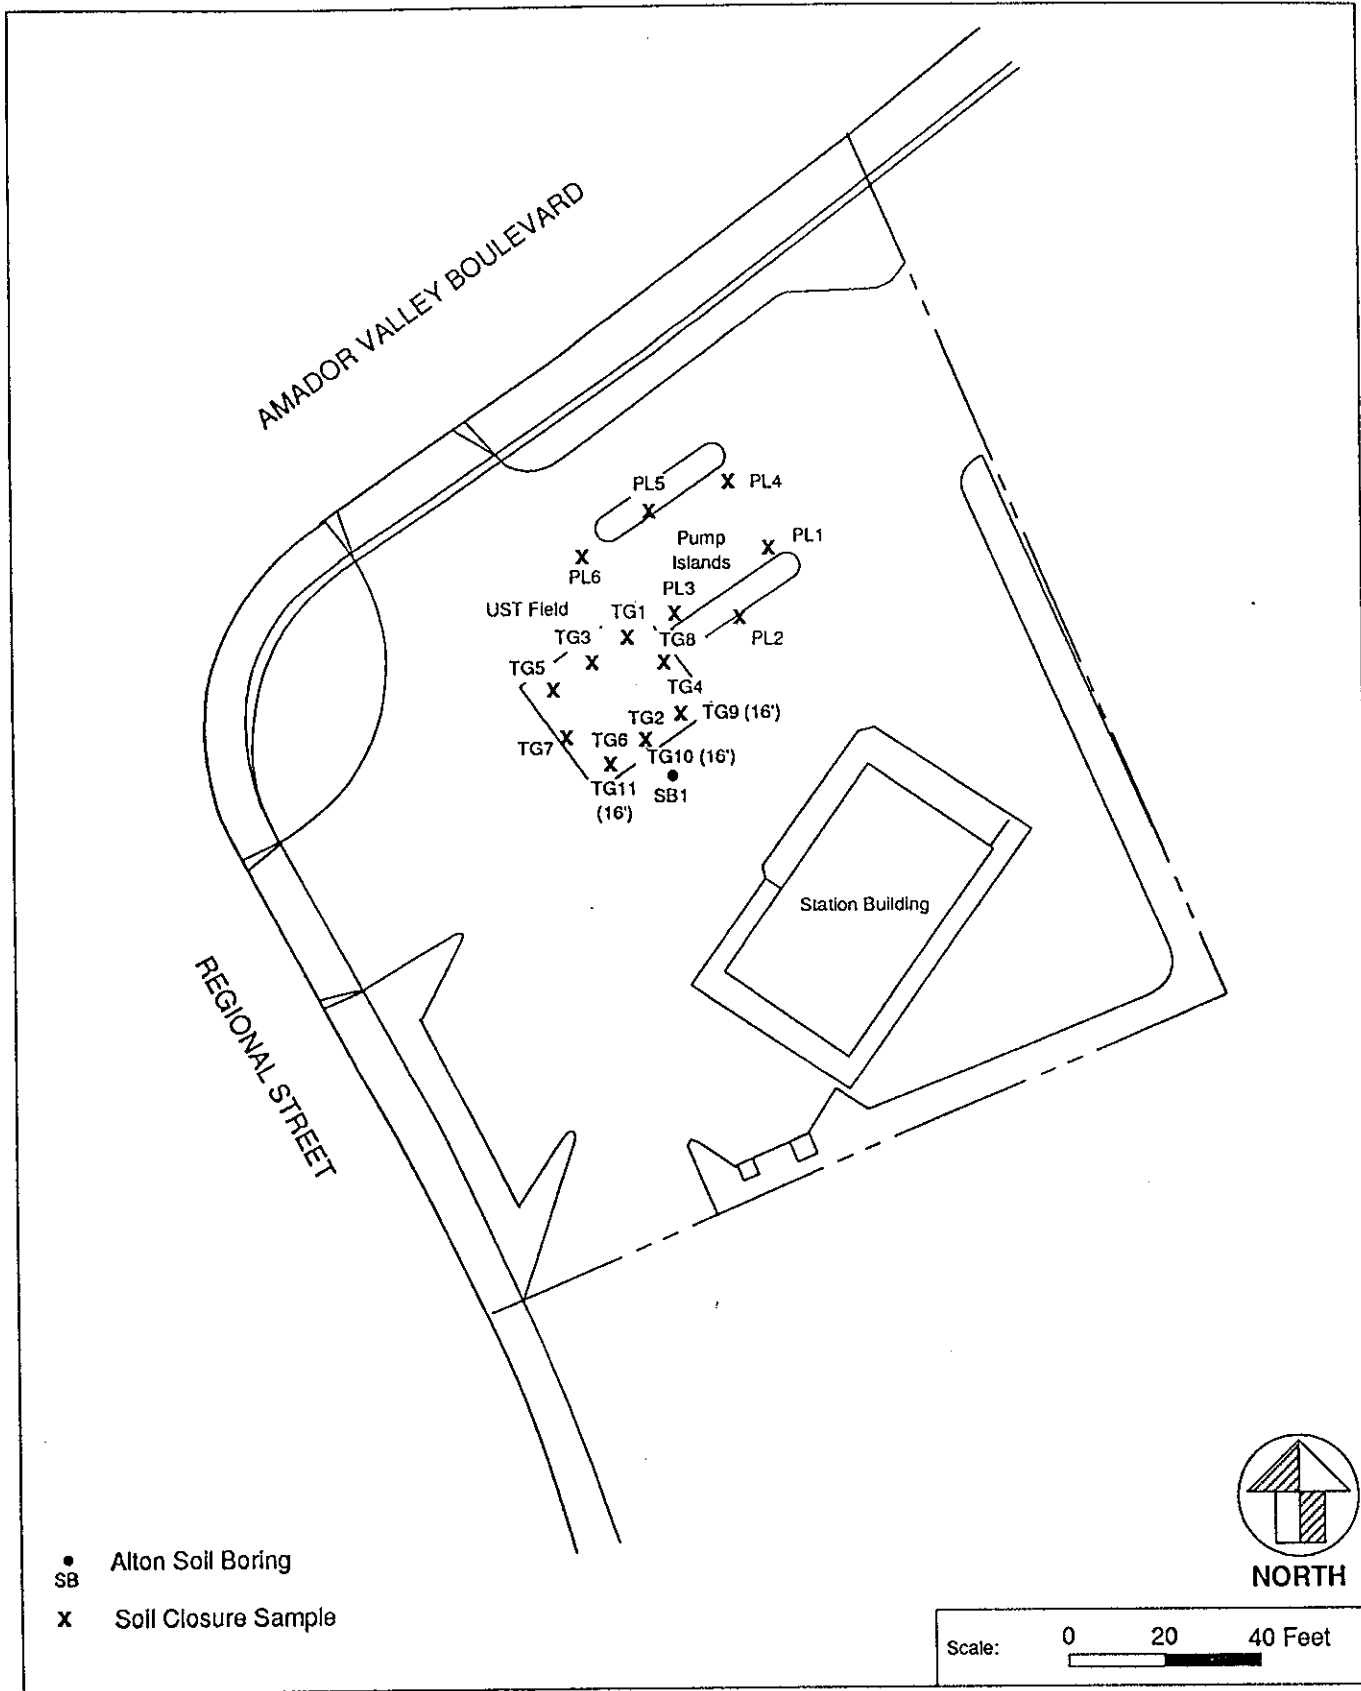 AMADOR VALLEY BOULEVARD
PL5
PL4
Pump
Islands
PL1
PL6
PL3
UST Field
TG1
PL2
TG3
TG8
TG5
TG4
TG2
TG9 (16')
TG7
TG6
TG10 (16')
TG11
(16')
SB1
Station Building
REGIONAL STREET
NORTH
SB
Alton Soil Boring
X
Soil Closure Sample
Scale:
0 20 40 Feet